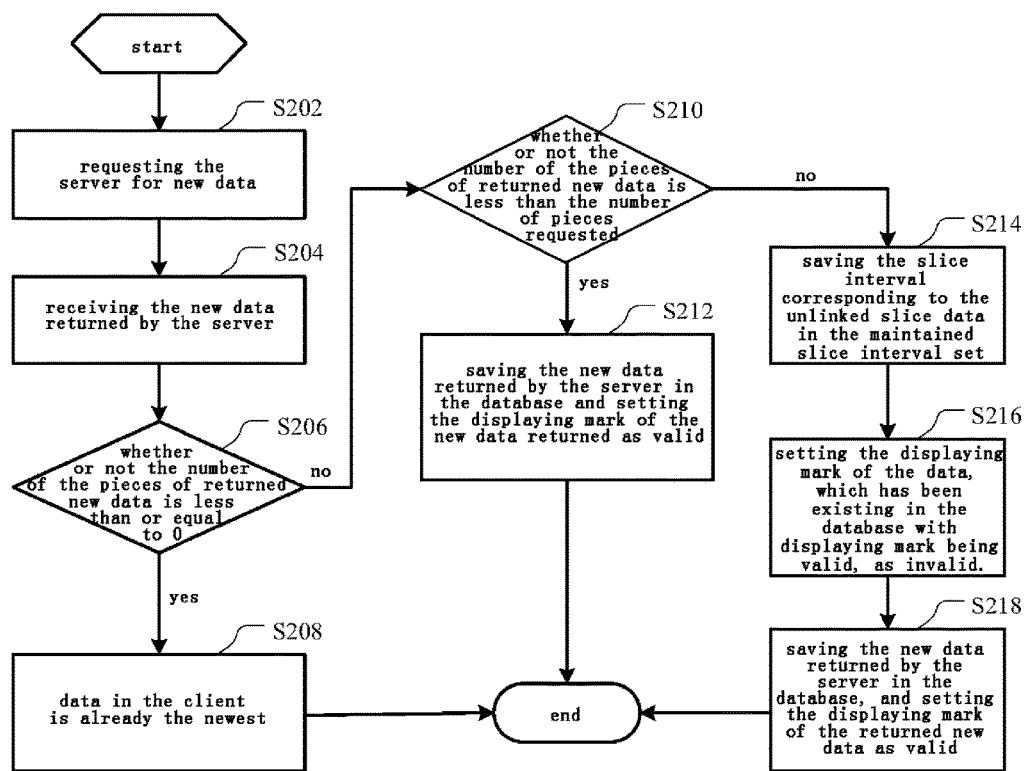 start
S202
requesting the
server for new data
S204
receiving the new data
returned by the server
S206
whether
or not the number
of the pieces of returned
new data is less
than or equal
to 0
no
yes
S208
data in the client
is already the newest
S210
whether
or not the
number of the pieces
of returned new data is
less than the number
of pieces
requested
no
yes
S212
saving the new data
returned by the server in
the database and setting
the displaying mark of the
new data returned as valid
end
S214
saving the slice
interval
corresponding to the
unlinked slice data
in the maintained
slice interval set
S216
setting the displaying
mark of the data,
which has been
existing in the
database with
displaying mark being
valid, as invalid.
S218
saving the new data
returned by the
server in the
database, and setting
the displaying mark
of the returned new
data as valid